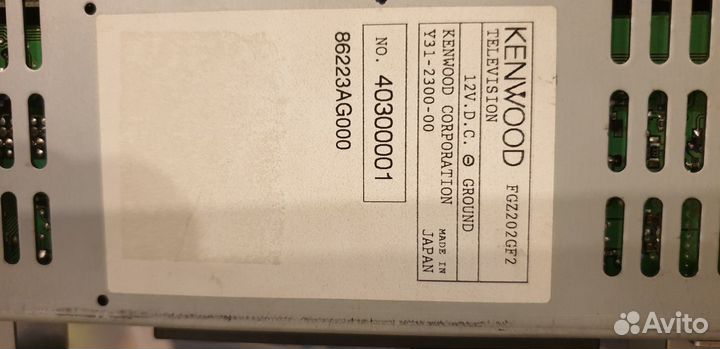 KENWOOD FGZ202GF2
TELEVISION
12V.D.C. ⊖ GROUND
KENWOOD CORPORATION MADE IN
Y31-2300-00 JAPAN
NO. 40300001
86223AG000
Avito